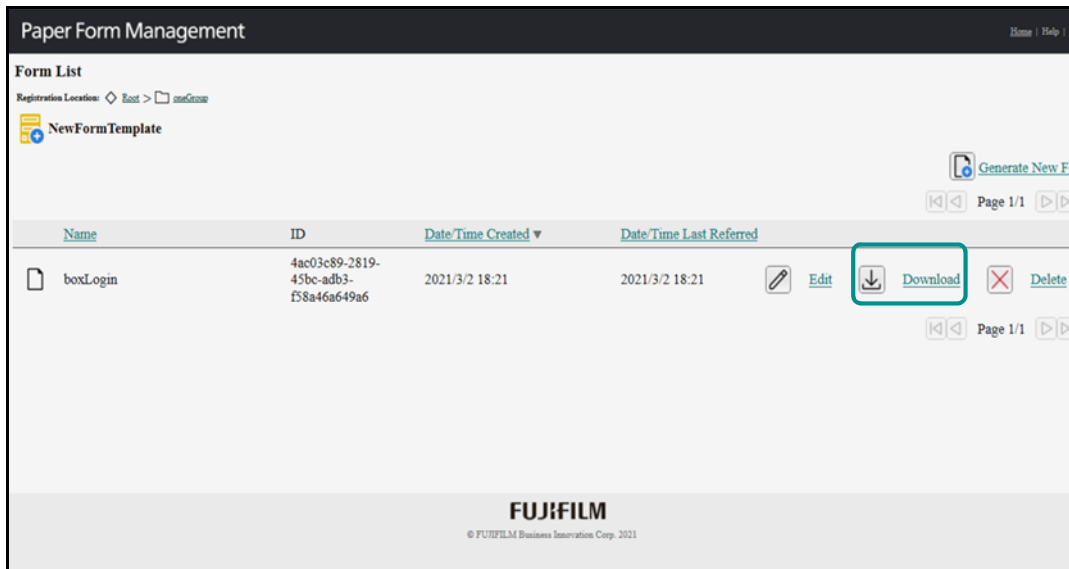 Paper Form Management
Home | Help |
Form List
Registration Location: Root > oneGroup
NewFormTemplate
Generate New F
Page 1/1
Name ID Date/Time Created ▼ Date/Time Last Referred
boxLogin 4ac03c89-2819-45bc-adb3-f58a46a649a6 2021/3/2 18:21 2021/3/2 18:21 Edit Download Delete
Page 1/1
FUJIFILM
© FUJIFILM Business Innovation Corp. 2021